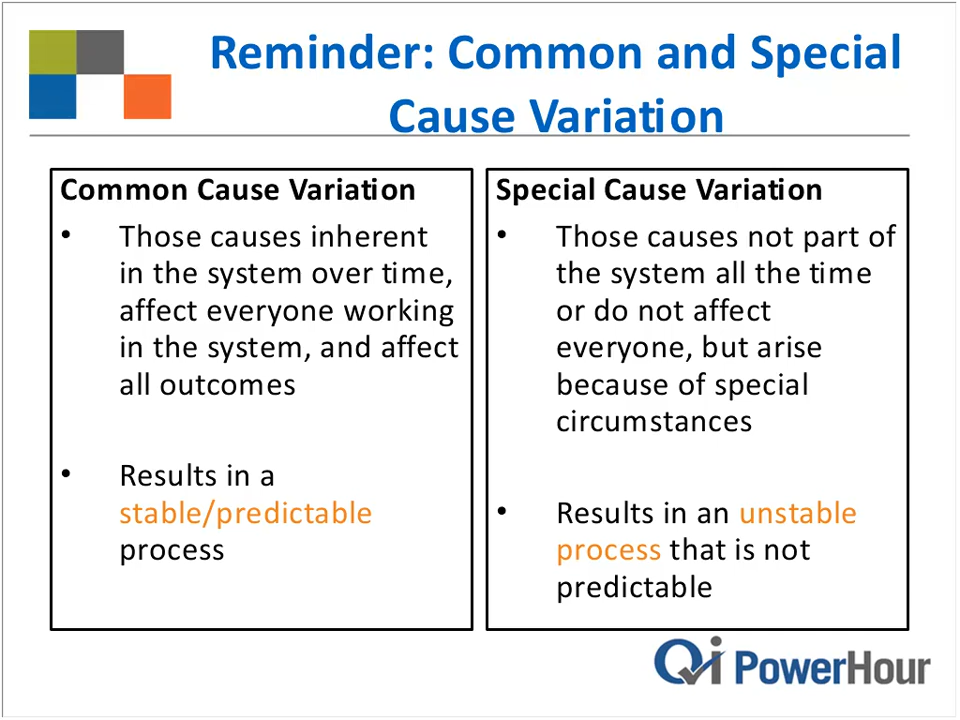 Reminder: Common and Special
Cause Variation
Common Cause Variation
• Those causes inherent
in the system over time,
affect everyone working
in the system, and affect
all outcomes
• Results in a
stable/predictable
process
Special Cause Variation
• Those causes not part of
the system all the time
or do not affect
everyone, but arise
because of special
circumstances
• Results in an unstable
process that is not
predictable
Qi PowerHour